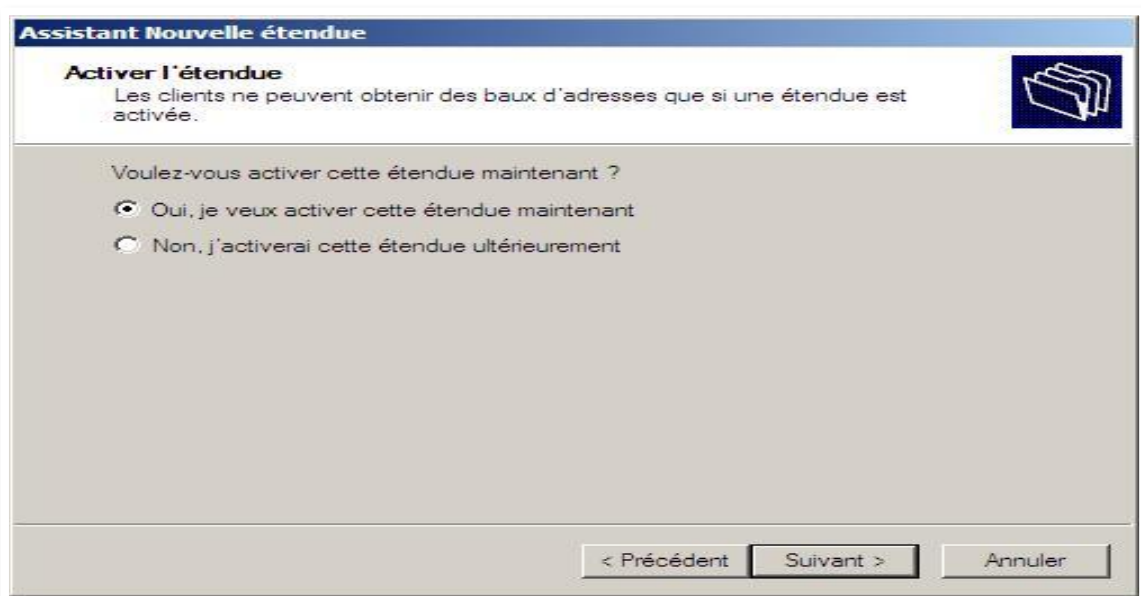 Assistant Nouvelle étendue
Activer l'étendue
Les clients ne peuvent obtenir des baux d'adresses que si une étendue est
activée.
Voulez-vous activer cette étendue maintenant ?
Oui, je veux activer cette étendue maintenant
Non, j'activerai cette étendue ultérieurement
< Précédent
Suivant >
Annuler